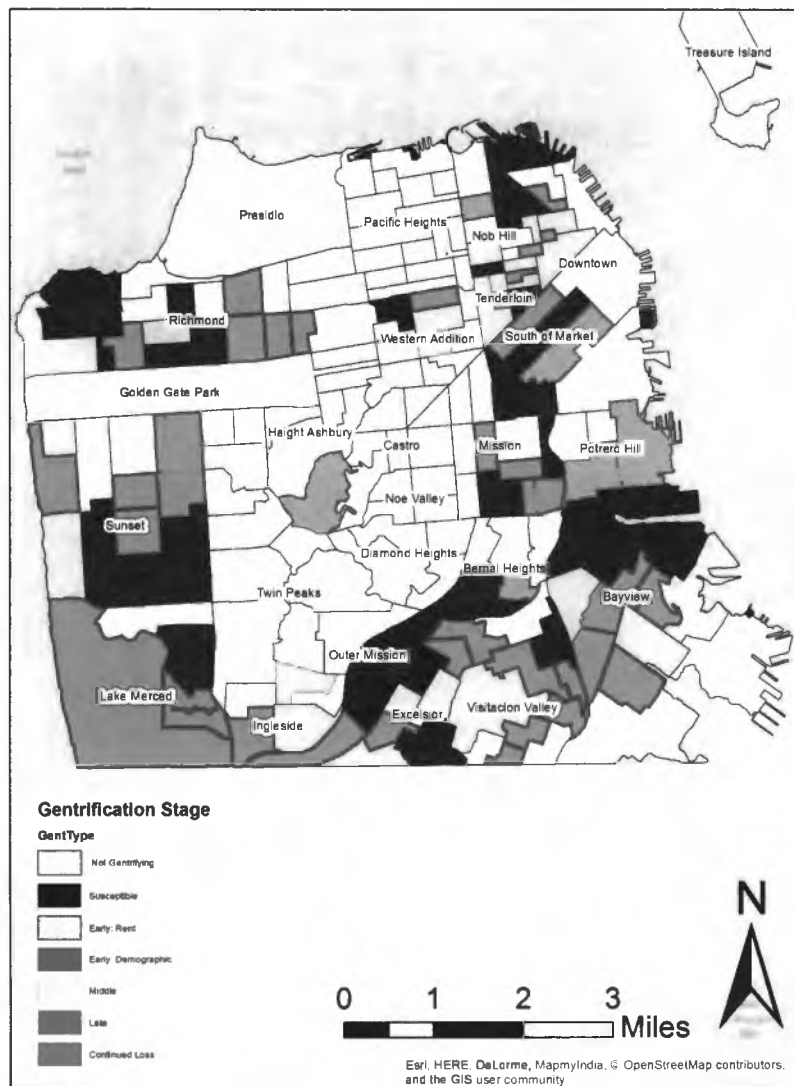 Treasure Island
Presidio
Pacific Heights
Nob Hill
Downtown
Tenderloin
Richmond
South of Market
Western Addition
Golden Gate Park
Haight Ashbury
Castro
Mission
Potrero Hill
Noe Valley
Sunset
Diamond Heights
Bernal Heights
Twin Peaks
Bayview
Outer Mission
Lake Merced
Visitacion Valley
Excelsior
Ingleside
Gentrification Stage
GentType
Not Gentrifying
Susceptible
Early: Rent
Early Demographic
Middle
Late
Continued Loss
N
0 1 2 3
Miles
Esri, HERE, DeLorme, MapmyIndia, © OpenStreetMap contributors,
and the GIS user community